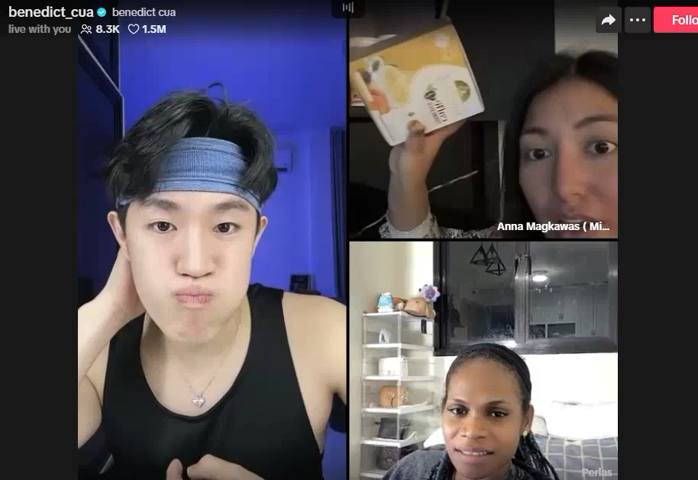 benedict_cua benedict cua
live with you 8.3K 1.5M
Follo
Anna Magkawas ( Mi...
Perlas